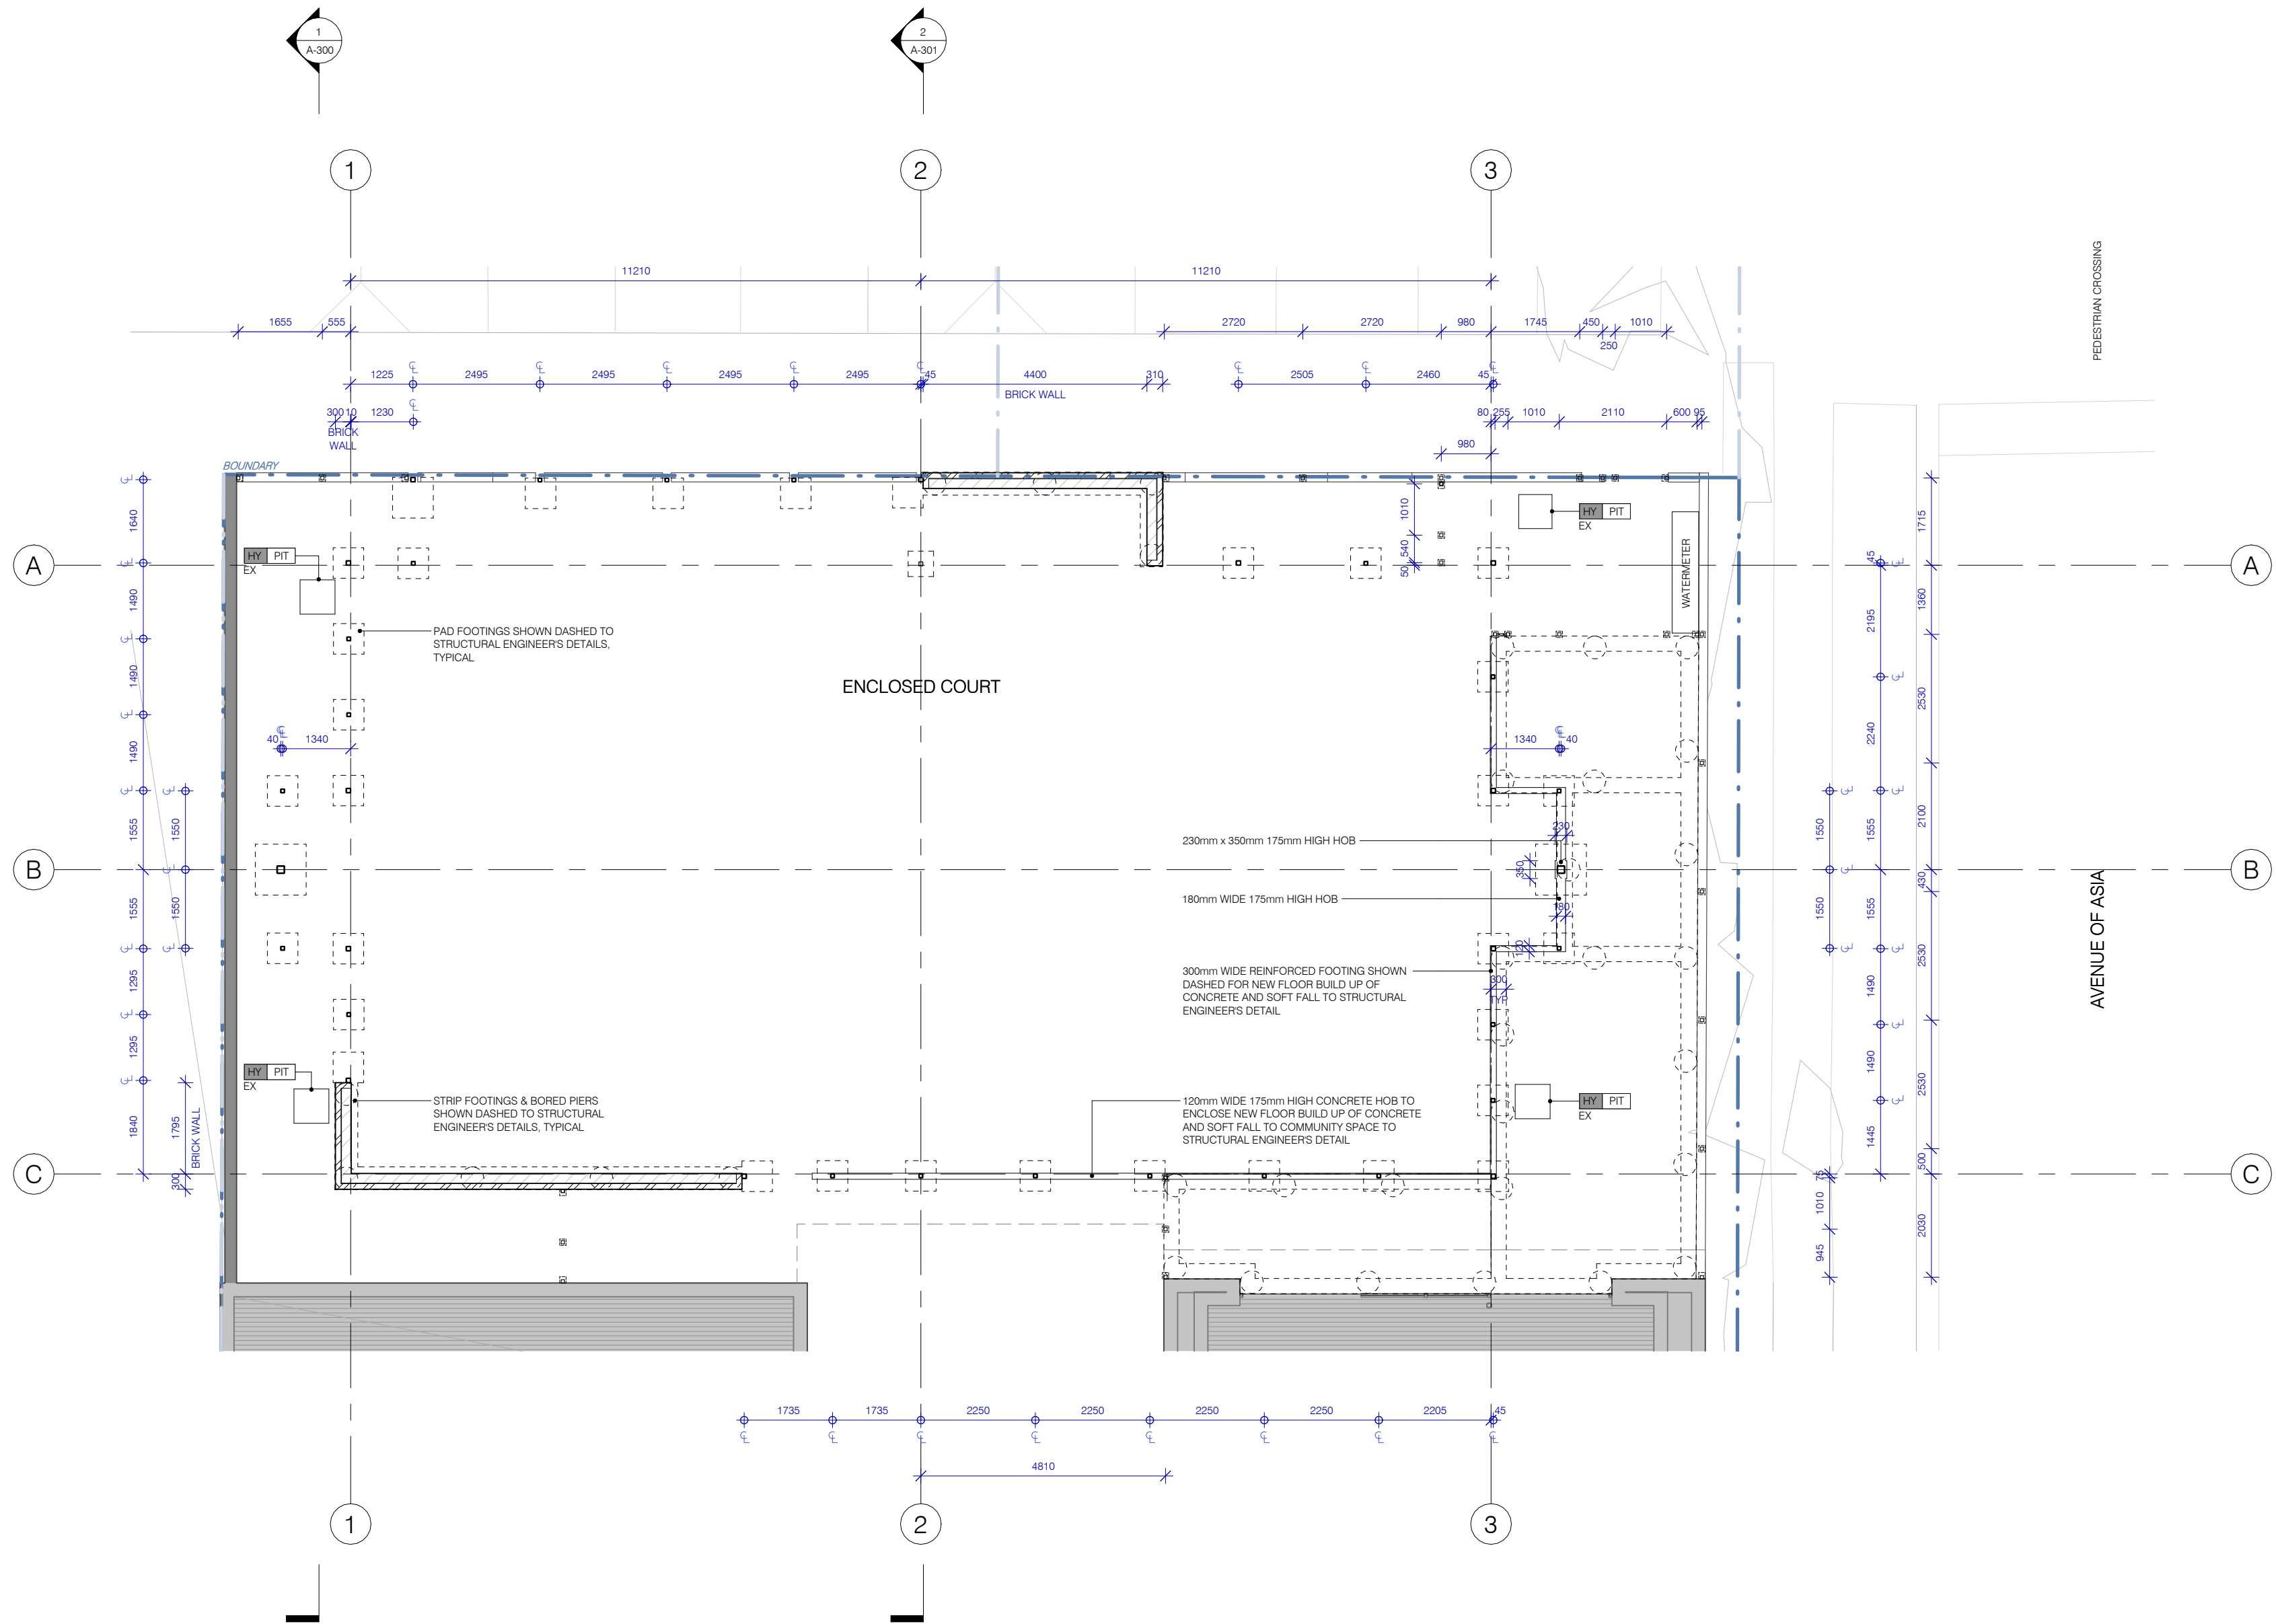 1
A-300
2
A-301
1
2
3
PEDESTRIAN CROSSING
11210
11210
1655
555
2720
2720
980
1745
450
1010
250
1225
2495
2495
2495
2495
45
4400
310
2505
2460
45
BRICK WALL
300
10
1230
BRICK
WALL
80
255
1010
2110
600
95
980
BOUNDARY
1640
1010
HY
PIT
EX
1715
540
50
WATERMETER
HY
PIT
EX
A
A
45
1490
1360
2195
PAD FOOTINGS SHOWN DASHED TO
STRUCTURAL ENGINEER'S DETAILS,
TYPICAL
ENCLOSED COURT
1490
2530
40
1340
1340
40
1490
2240
1555
1550
230
1550
1555
2100
230mm x 350mm 175mm HIGH HOB
B
350
430
B
180mm WIDE 175mm HIGH HOB
180
1555
1550
1550
1555
AVENUE OF ASIA
120
2530
300mm WIDE REINFORCED FOOTING SHOWN
DASHED FOR NEW FLOOR BUILD UP OF
CONCRETE AND SOFT FALL TO STRUCTURAL
ENGINEER'S DETAIL
300
TYP
1295
1490
1295
1490
2530
HY
PIT
EX
STRIP FOOTINGS & BORED PIERS
SHOWN DASHED TO STRUCTURAL
ENGINEER'S DETAILS, TYPICAL
120mm WIDE 175mm HIGH CONCRETE HOB TO
ENCLOSE NEW FLOOR BUILD UP OF CONCRETE
AND SOFT FALL TO COMMUNITY SPACE TO
STRUCTURAL ENGINEER'S DETAIL
HY
PIT
EX
1840
1795
BRICK WALL
1445
500
C
300
75
C
1010
2030
945
1735
1735
2250
2250
2250
2250
2205
45
4810
1
2
3